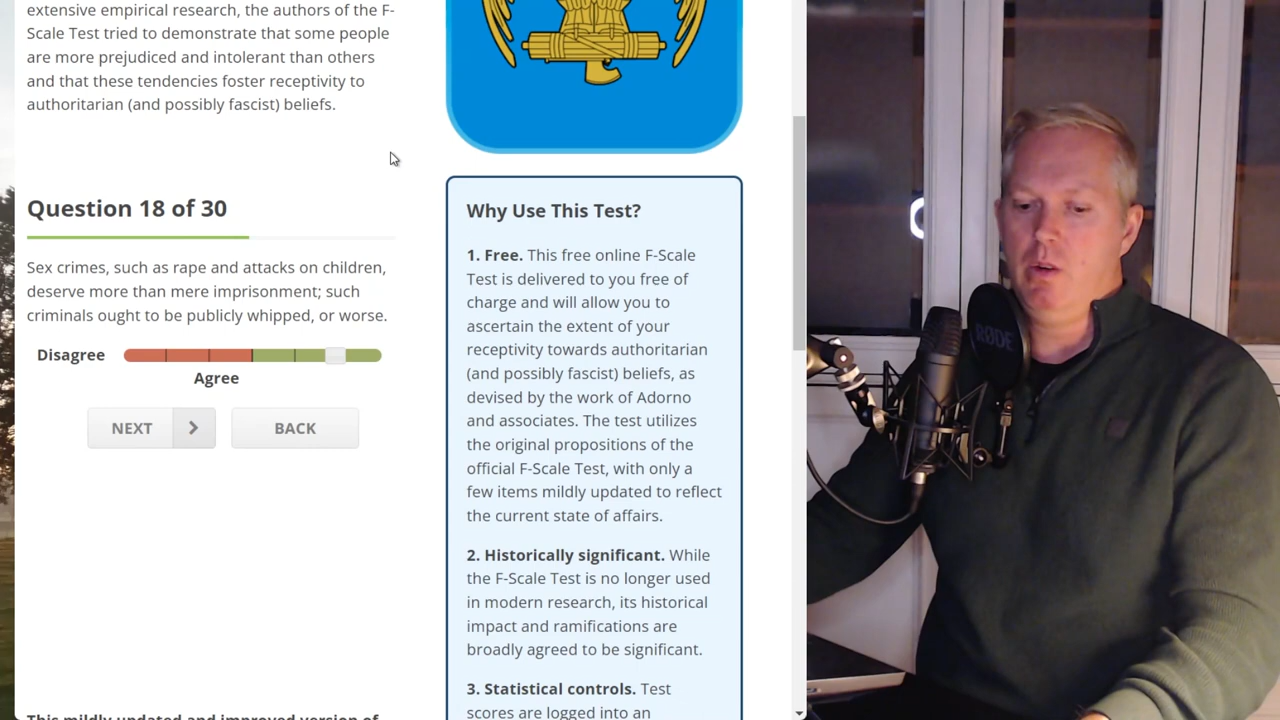 extensive empirical research, the authors of the F-
Scale Test tried to demonstrate that some people
are more prejudiced and intolerant than others
and that these tendencies foster receptivity to
authoritarian (and possibly fascist) beliefs.
Question 18 of 30
Sex crimes, such as rape and attacks on children,
deserve more than mere imprisonment; such
criminals ought to be publicly whipped, or worse.
Disagree
Agree
NEXT
BACK
This mildly updated and improved version of
Why Use This Test?
1. Free. This free online F-Scale
Test is delivered to you free of
charge and will allow you to
ascertain the extent of your
receptivity towards authoritarian
(and possibly fascist) beliefs, as
devised by the work of Adorno
and associates. The test utilizes
the original propositions of the
official F-Scale Test, with only a
few items mildly updated to reflect
the current state of affairs.
2. Historically significant. While
the F-Scale Test is no longer used
in modern research, its historical
impact and ramifications are
broadly agreed to be significant.
3. Statistical controls. Test
scores are logged into an
RØDE